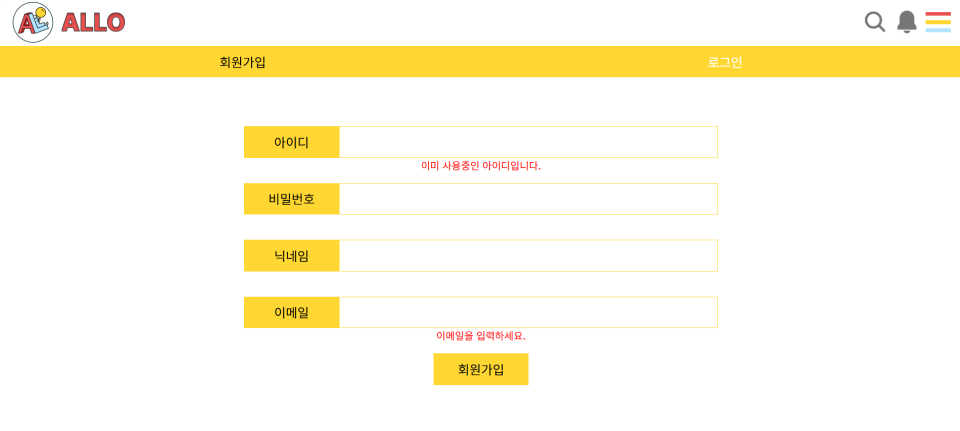 ALLO
회원가입 로그인
아이디
이미 사용중인 아이디입니다.
비밀번호
닉네임
이메일
이메일을 입력하세요.
회원가입